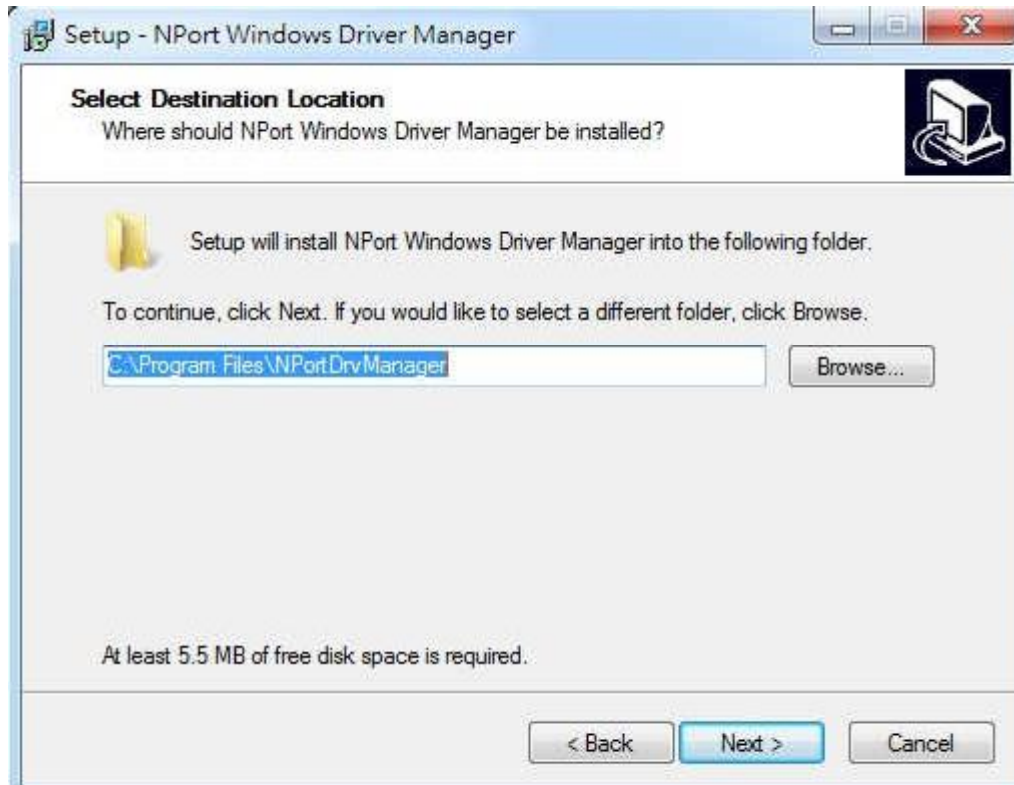 Setup - NPort Windows Driver Manager
Select Destination Location
Where should NPort Windows Driver Manager be installed?
Setup will install NPort Windows Driver Manager into the following folder.
To continue, click Next. If you would like to select a different folder, click Browse.
C:\Program Files\NPortDrvManager
Browse...
At least 5.5 MB of free disk space is required.
< Back
Next >
Cancel